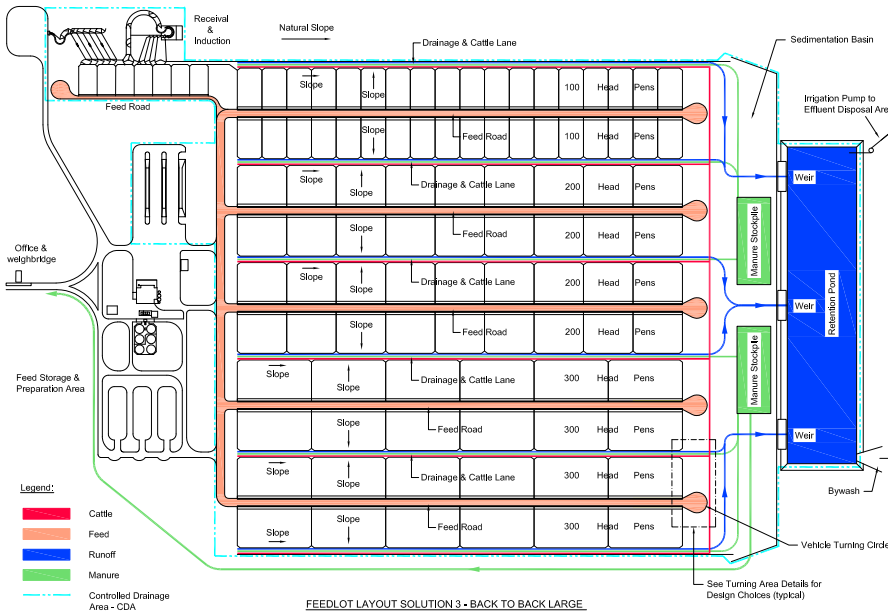 Receival
&
Induction
Natural Slope
Drainage & Cattle Lane
Sedimentation Basin
Irrigation Pump to
Effluent Disposal Area
Feed Road
Slope
Slope
100 Head Pens
Slope
Feed Road
100 Head Pens
Drainage & Cattle Lane
Weir
Slope
Slope
200 Head Pens
Manure Stockpile
Slope
Feed Road
200 Head Pens
Office &
weighbridge
Slope
Slope
Drainage & Cattle Lane
200 Head Pens
Weir
Retention Pond
Slope
Feed Road
200 Head Pens
Manure Stockpile
Feed Storage &
Preparation Area
Slope
Slope
Drainage & Cattle Lane
300 Head Pens
Slope
Feed Road
300 Head Pens
Weir
Slope
Slope
Drainage & Cattle Lane
300 Head Pens
Bywash
Slope
Slope
Feed Road
300 Head Pens
Vehicle Turning Circle
See Turning Area Details for
Design Choices (typical)
Legend:
Cattle
Feed
Runoff
Manure
Controlled Drainage
Area - CDA
FEEDLOT LAYOUT SOLUTION 3 - BACK TO BACK LARGE